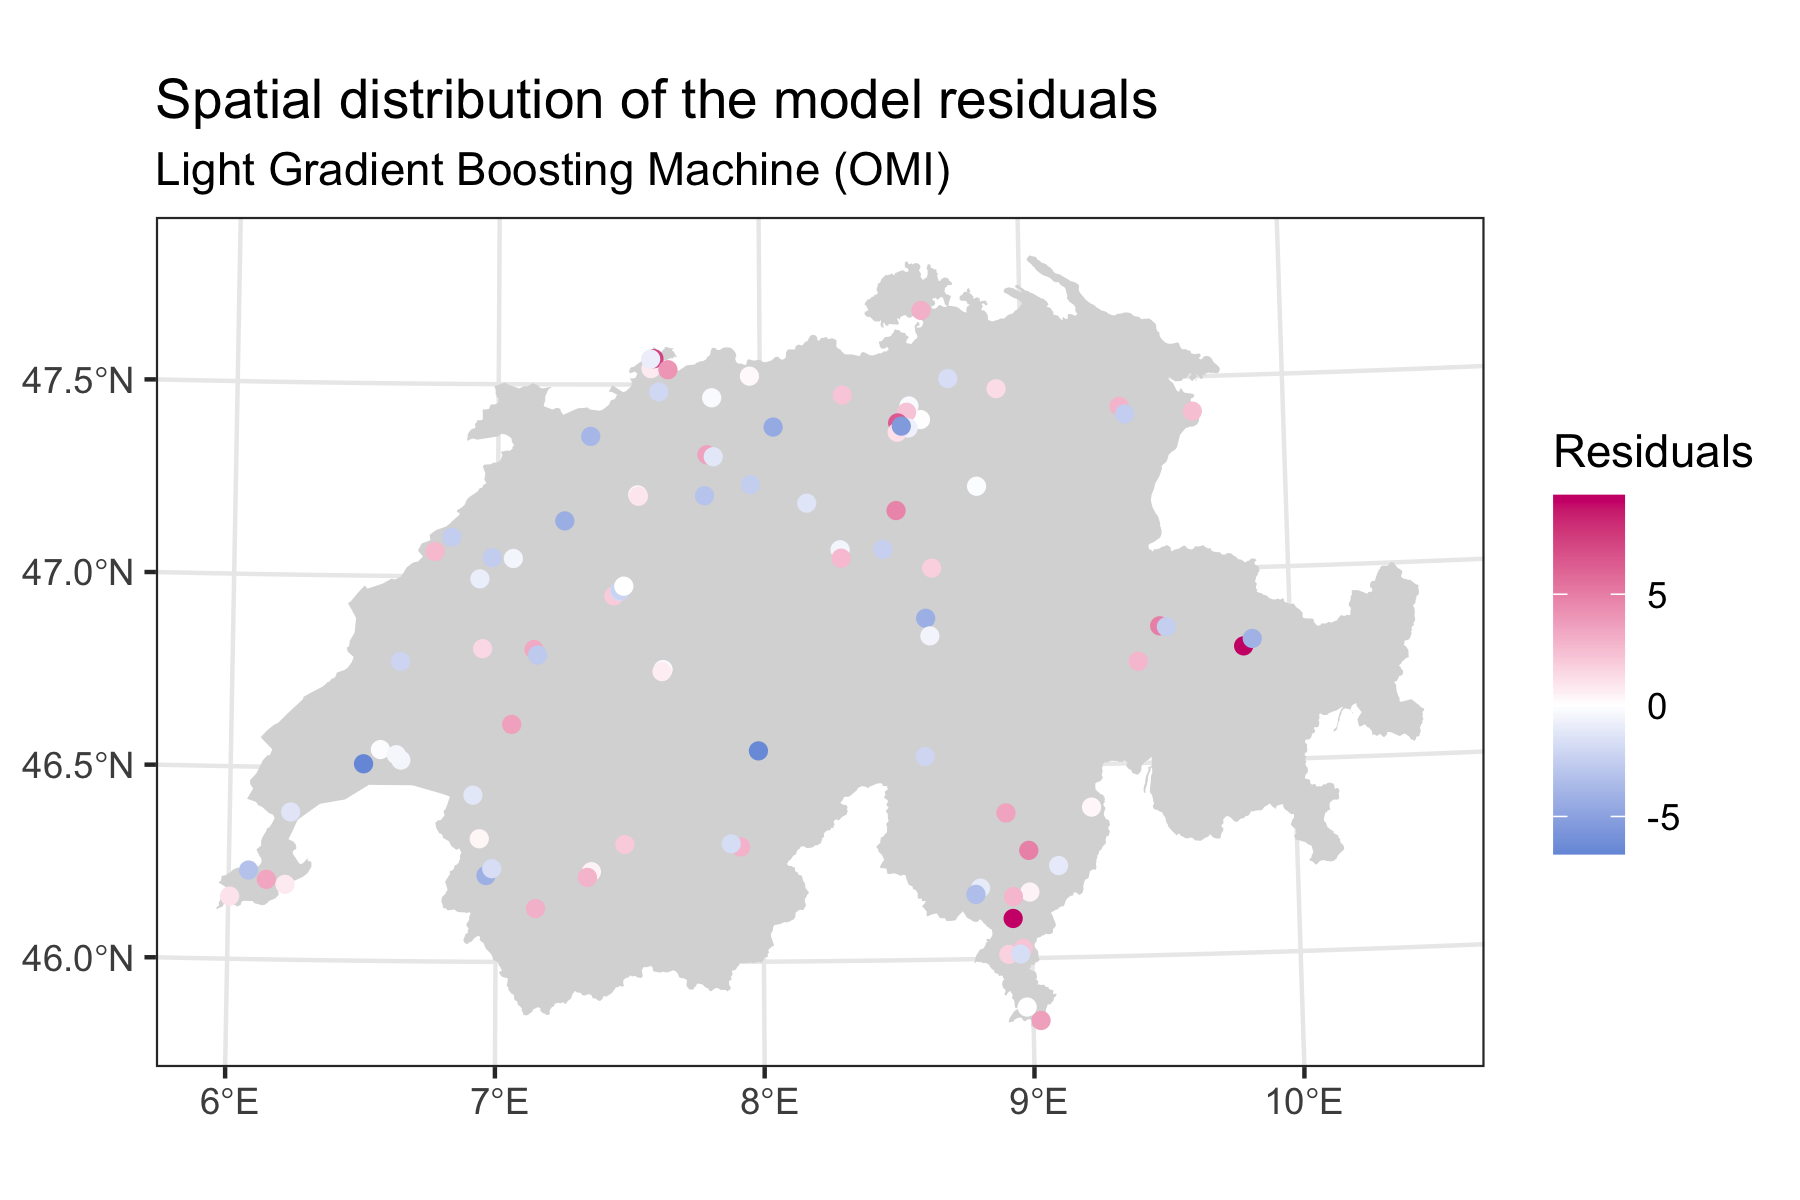 Spatial distribution of the model residuals
Light Gradient Boosting Machine (OMI)
47.5°N
47.0°N
46.5°N
46.0°N
6°E 7°E 8°E 9°E 10°E
Residuals
5
0
-5